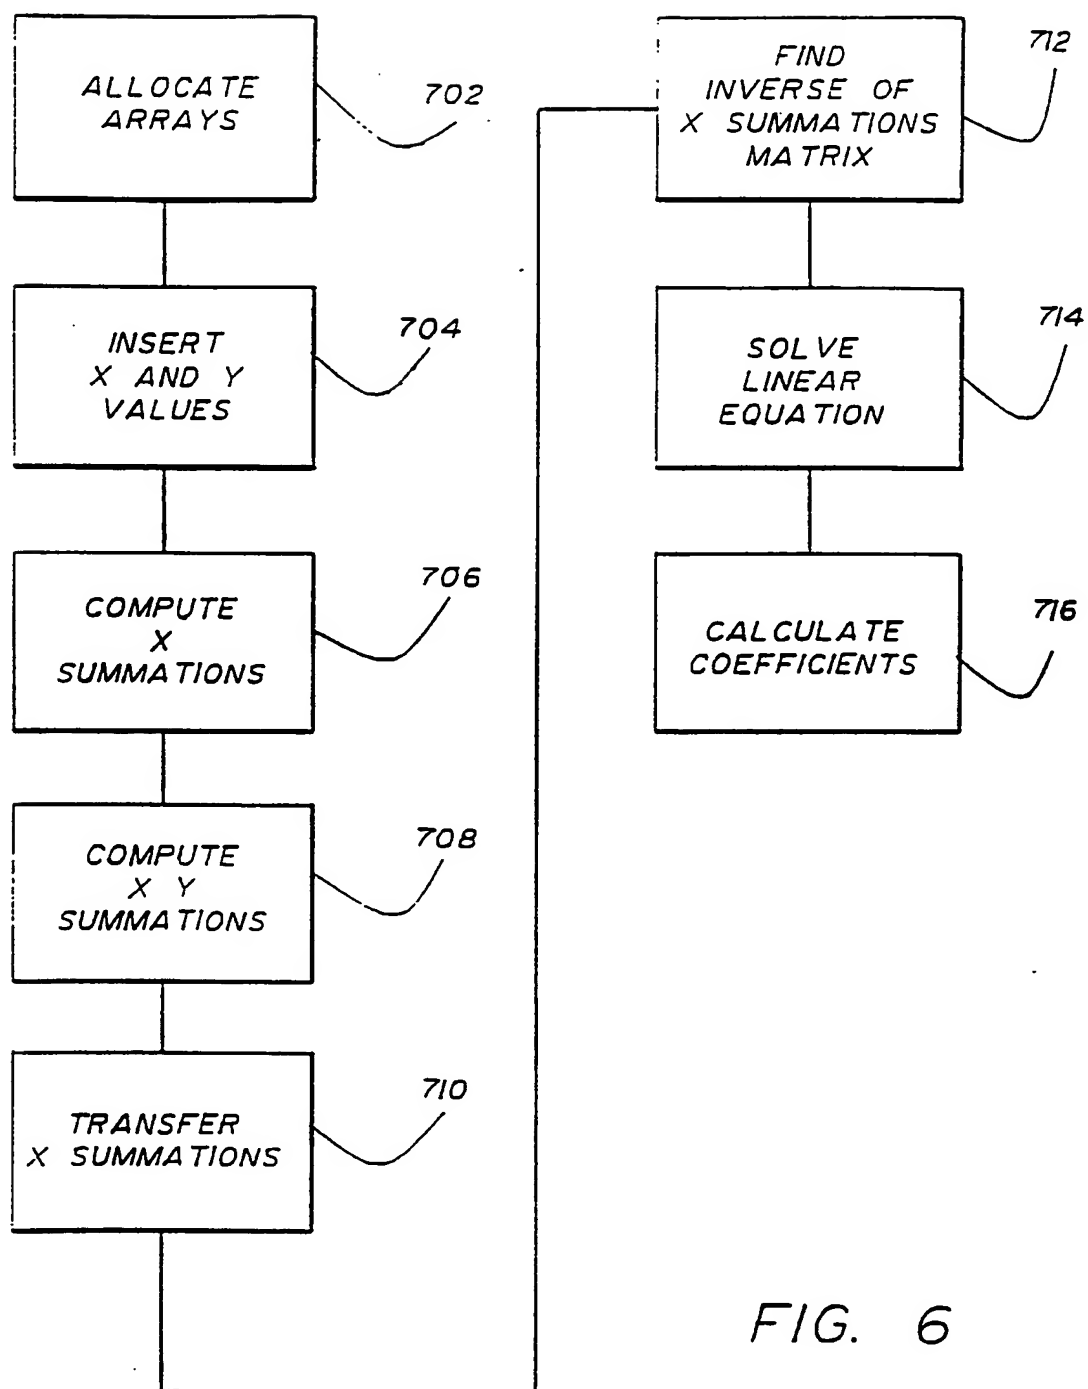 ALLOCATE
ARRAYS
702
INSERT
X AND Y
VALUES
704
COMPUTE
X
SUMMATIONS
706
COMPUTE
X Y
SUMMATIONS
708
TRANSFER
X SUMMATIONS
710
FIND
INVERSE OF
X SUMMATIONS
MATRIX
712
SOLVE
LINEAR
EQUATION
714
CALCULATE
COEFFICIENTS
716
FIG. 6